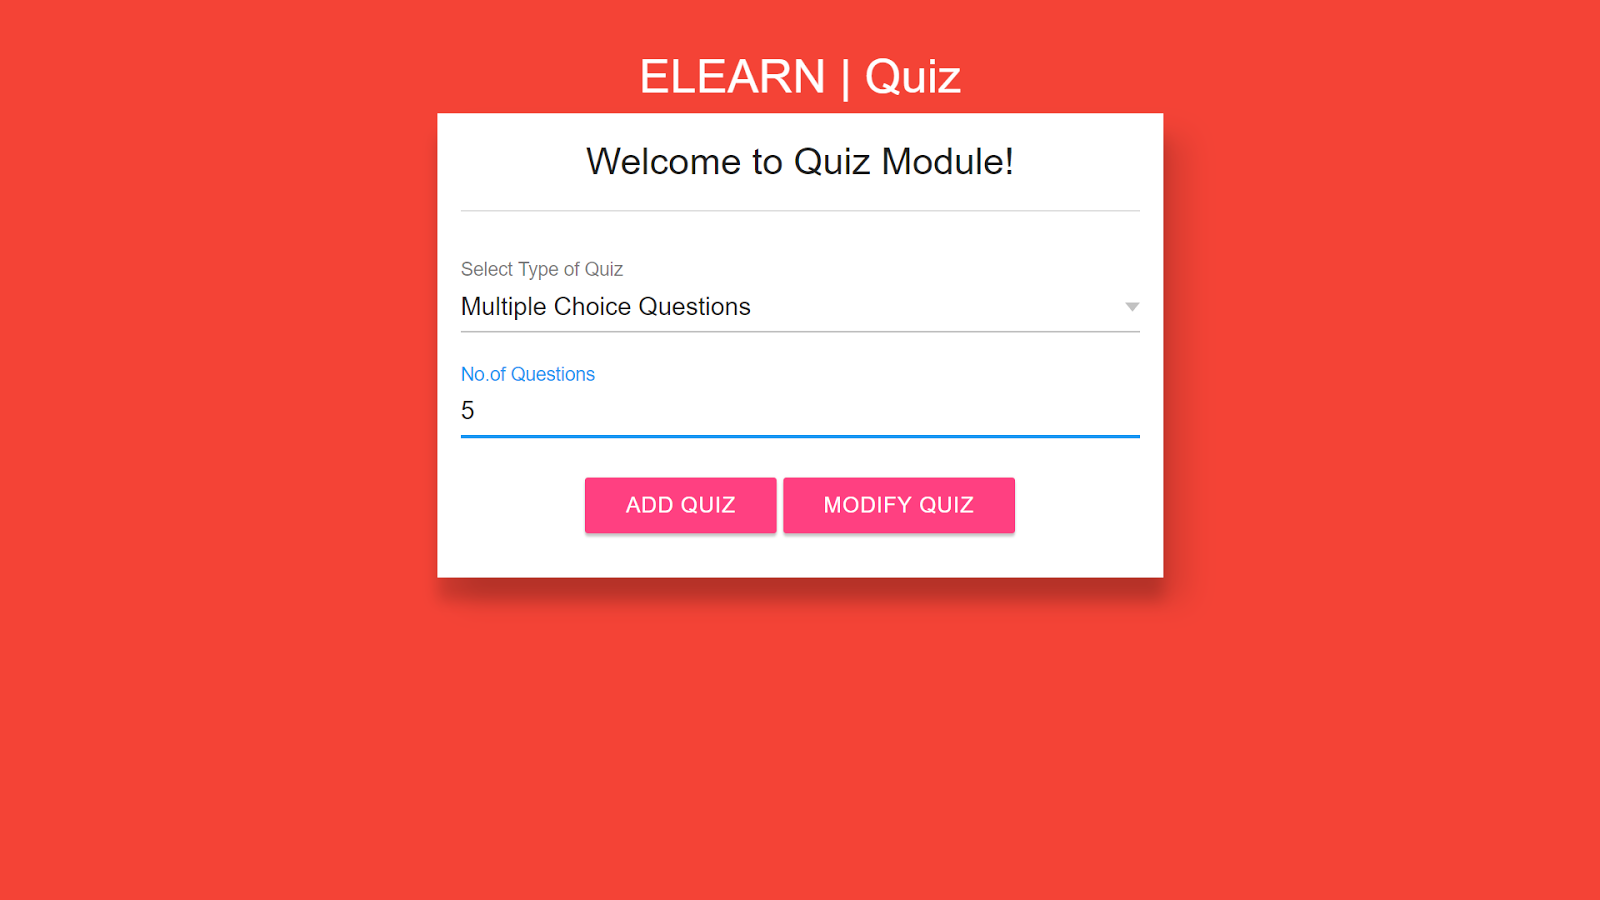 ELEARN | Quiz
Welcome to Quiz Module!
Select Type of Quiz
Multiple Choice Questions
No.of Questions
5
ADD QUIZ MODIFY QUIZ